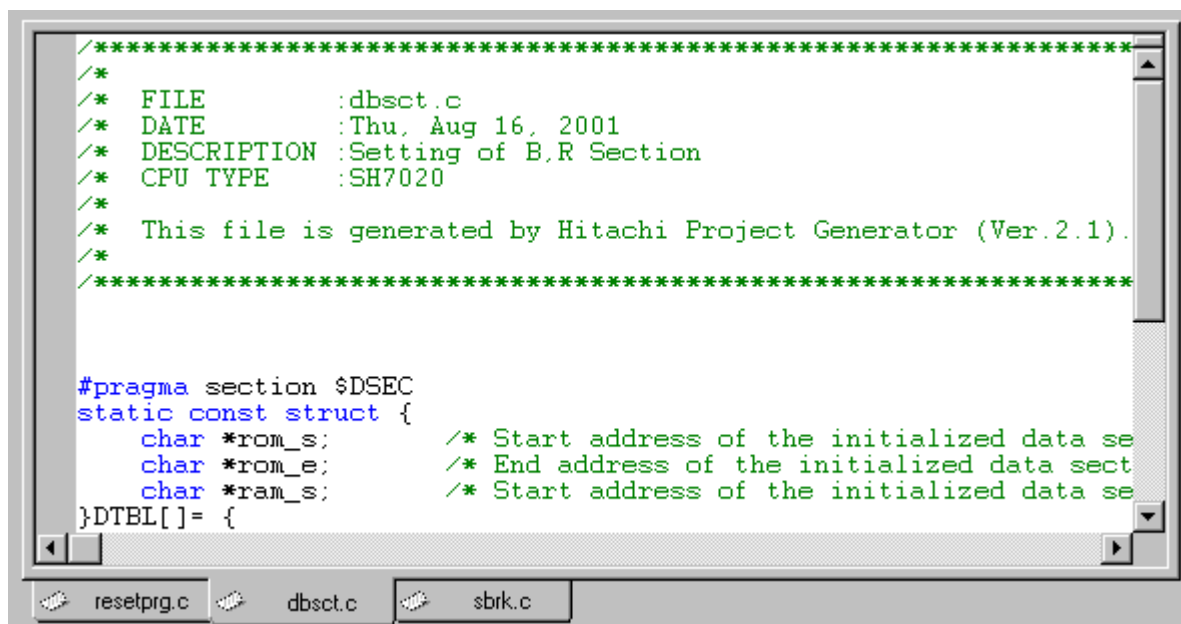 /******************************************************************
/*
/*  FILE        :dbsct.c
/*  DATE        :Thu, Aug 16, 2001
/*  DESCRIPTION :Setting of B,R Section
/*  CPU TYPE    :SH7020
/*
/*  This file is generated by Hitachi Project Generator (Ver.2.1).
/*
/******************************************************************
#pragma section $DSEC
static const struct {
    char *rom_s;       /* Start address of the initialized data se
    char *rom_e;       /* End address of the initialized data sect
    char *ram_s;       /* Start address of the initialized data se
}DTBL[]= {
resetprg.c dbsct.c sbrk.c